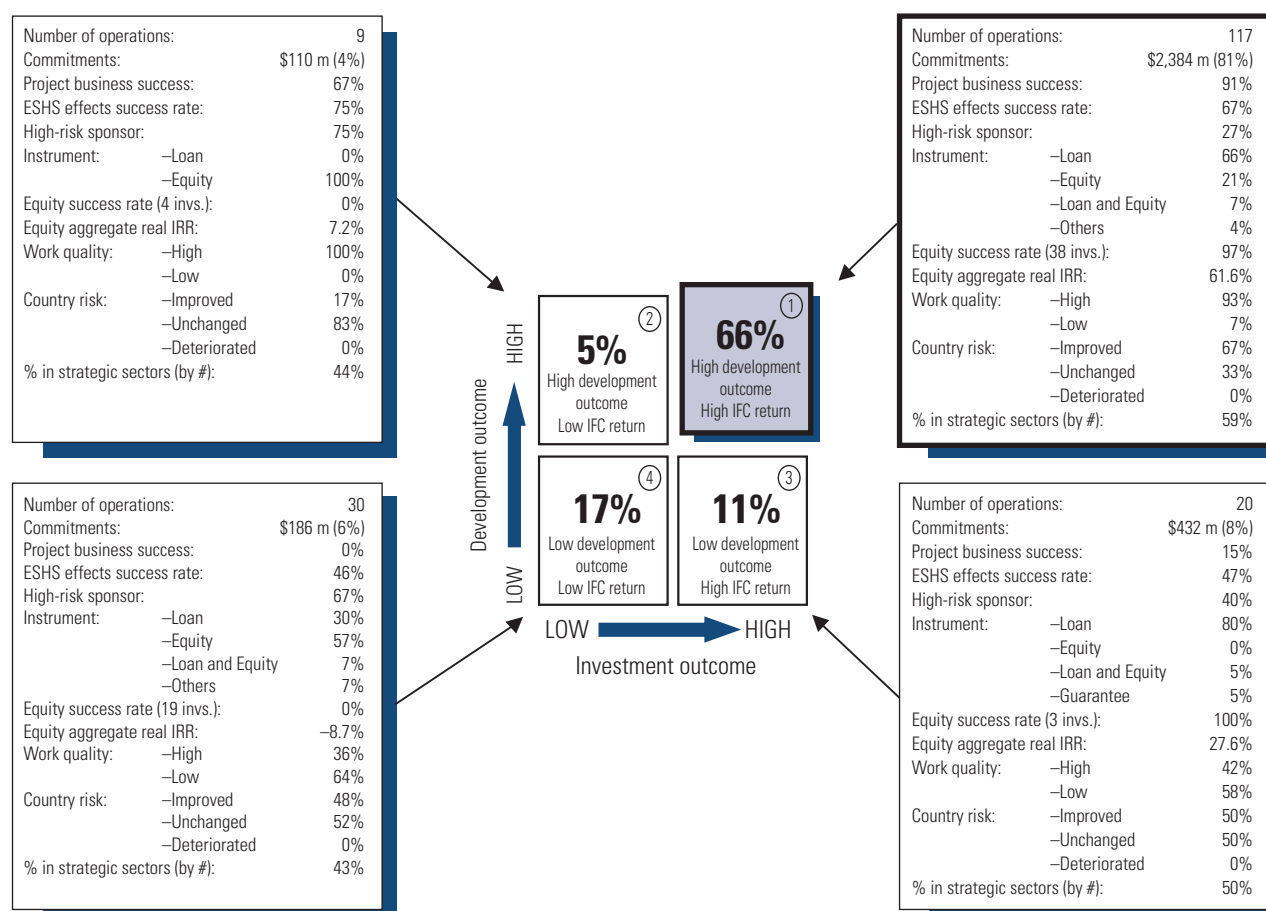 Number of operations: 9
Commitments: $110 m (4%)
Project business success: 67%
ESHS effects success rate: 75%
High-risk sponsor: 75%
Instrument: –Loan 0%
–Equity 100%
Equity success rate (4 invs.): 0%
Equity aggregate real IRR: 7.2%
Work quality: –High 100%
–Low 0%
Country risk: –Improved 17%
–Unchanged 83%
–Deteriorated 0%
% in strategic sectors (by #): 44%
Number of operations: 117
Commitments: $2,384 m (81%)
Project business success: 91%
ESHS effects success rate: 67%
High-risk sponsor: 27%
Instrument: –Loan 66%
–Equity 21%
–Loan and Equity 7%
–Others 4%
Equity success rate (38 invs.): 97%
Equity aggregate real IRR: 61.6%
Work quality: –High 93%
–Low 7%
Country risk: –Improved 67%
–Unchanged 33%
–Deteriorated 0%
% in strategic sectors (by #): 59%
2
5%
High development
outcome
Low IFC return
1
66%
High development
outcome
High IFC return
4
17%
Low development
outcome
Low IFC return
3
11%
Low development
outcome
High IFC return
HIGH
Development outcome
LOW
LOW HIGH
Investment outcome
Number of operations: 30
Commitments: $186 m (6%)
Project business success: 0%
ESHS effects success rate: 46%
High-risk sponsor: 67%
Instrument: –Loan 30%
–Equity 57%
–Loan and Equity 7%
–Others 7%
Equity success rate (19 invs.): 0%
Equity aggregate real IRR: –8.7%
Work quality: –High 36%
–Low 64%
Country risk: –Improved 48%
–Unchanged 52%
–Deteriorated 0%
% in strategic sectors (by #): 43%
Number of operations: 20
Commitments: $432 m (8%)
Project business success: 15%
ESHS effects success rate: 47%
High-risk sponsor: 40%
Instrument: –Loan 80%
–Equity 0%
–Loan and Equity 5%
–Guarantee 5%
Equity success rate (3 invs.): 100%
Equity aggregate real IRR: 27.6%
Work quality: –High 42%
–Low 58%
Country risk: –Improved 50%
–Unchanged 50%
–Deteriorated 0%
% in strategic sectors (by #): 50%